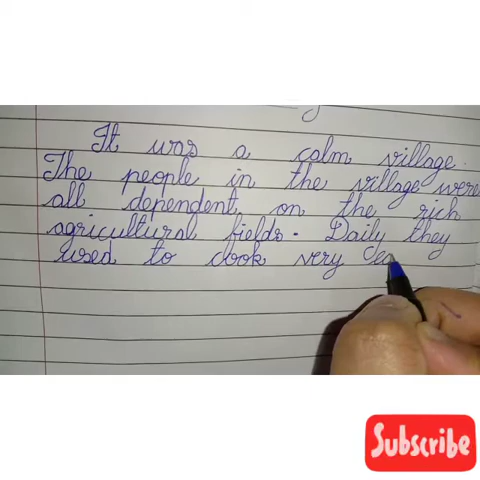 It was a calm village.
The people in the village were
all dependent on the rich
agricultural fields. Daily they
used to cook very ea
Subscribe